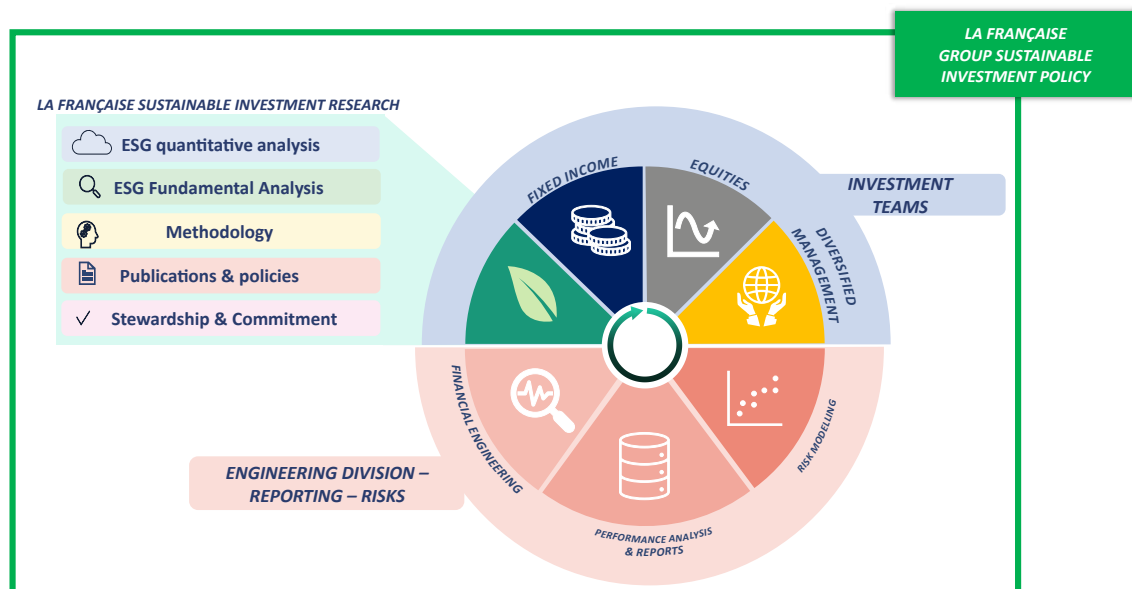 LA FRANÇAISE
GROUP SUSTAINABLE
INVESTMENT POLICY
LA FRANÇAISE SUSTAINABLE INVESTMENT RESEARCH
ESG quantitative analysis
ESG Fundamental Analysis
Methodology
Publications & policies
Stewardship & Commitment
FIXED INCOME
EQUITIES
DIVERSIFIED
MANAGEMENT
INVESTMENT
TEAMS
FINANCIAL ENGINEERING
RISK MODELLING
ENGINEERING DIVISION –
REPORTING – RISKS
PERFORMANCE ANALYSIS
& REPORTS